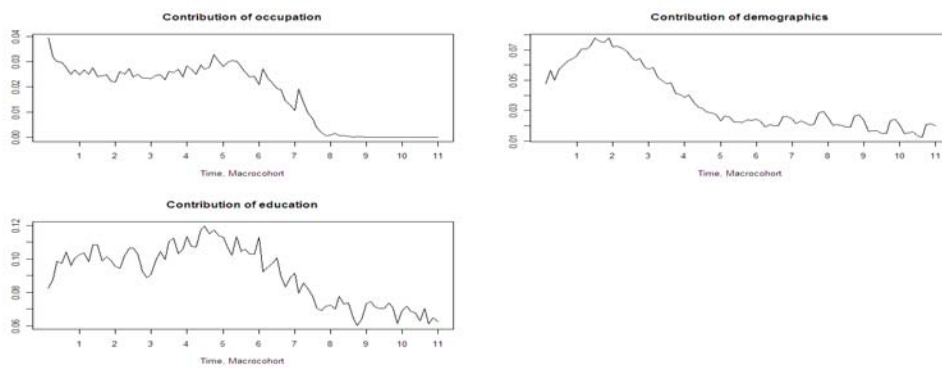 Contribution of occupation
0.04
0.03
0.02
0.01
0.00
1 2 3 4 5 6 7 8 9 10 11
Time, Macrocohort
Contribution of demographics
0.07
0.05
0.03
0.01
1 2 3 4 5 6 7 8 9 10 11
Time, Macrocohort
Contribution of education
0.12
0.10
0.08
0.06
1 2 3 4 5 6 7 8 9 10 11
Time, Macrocohort